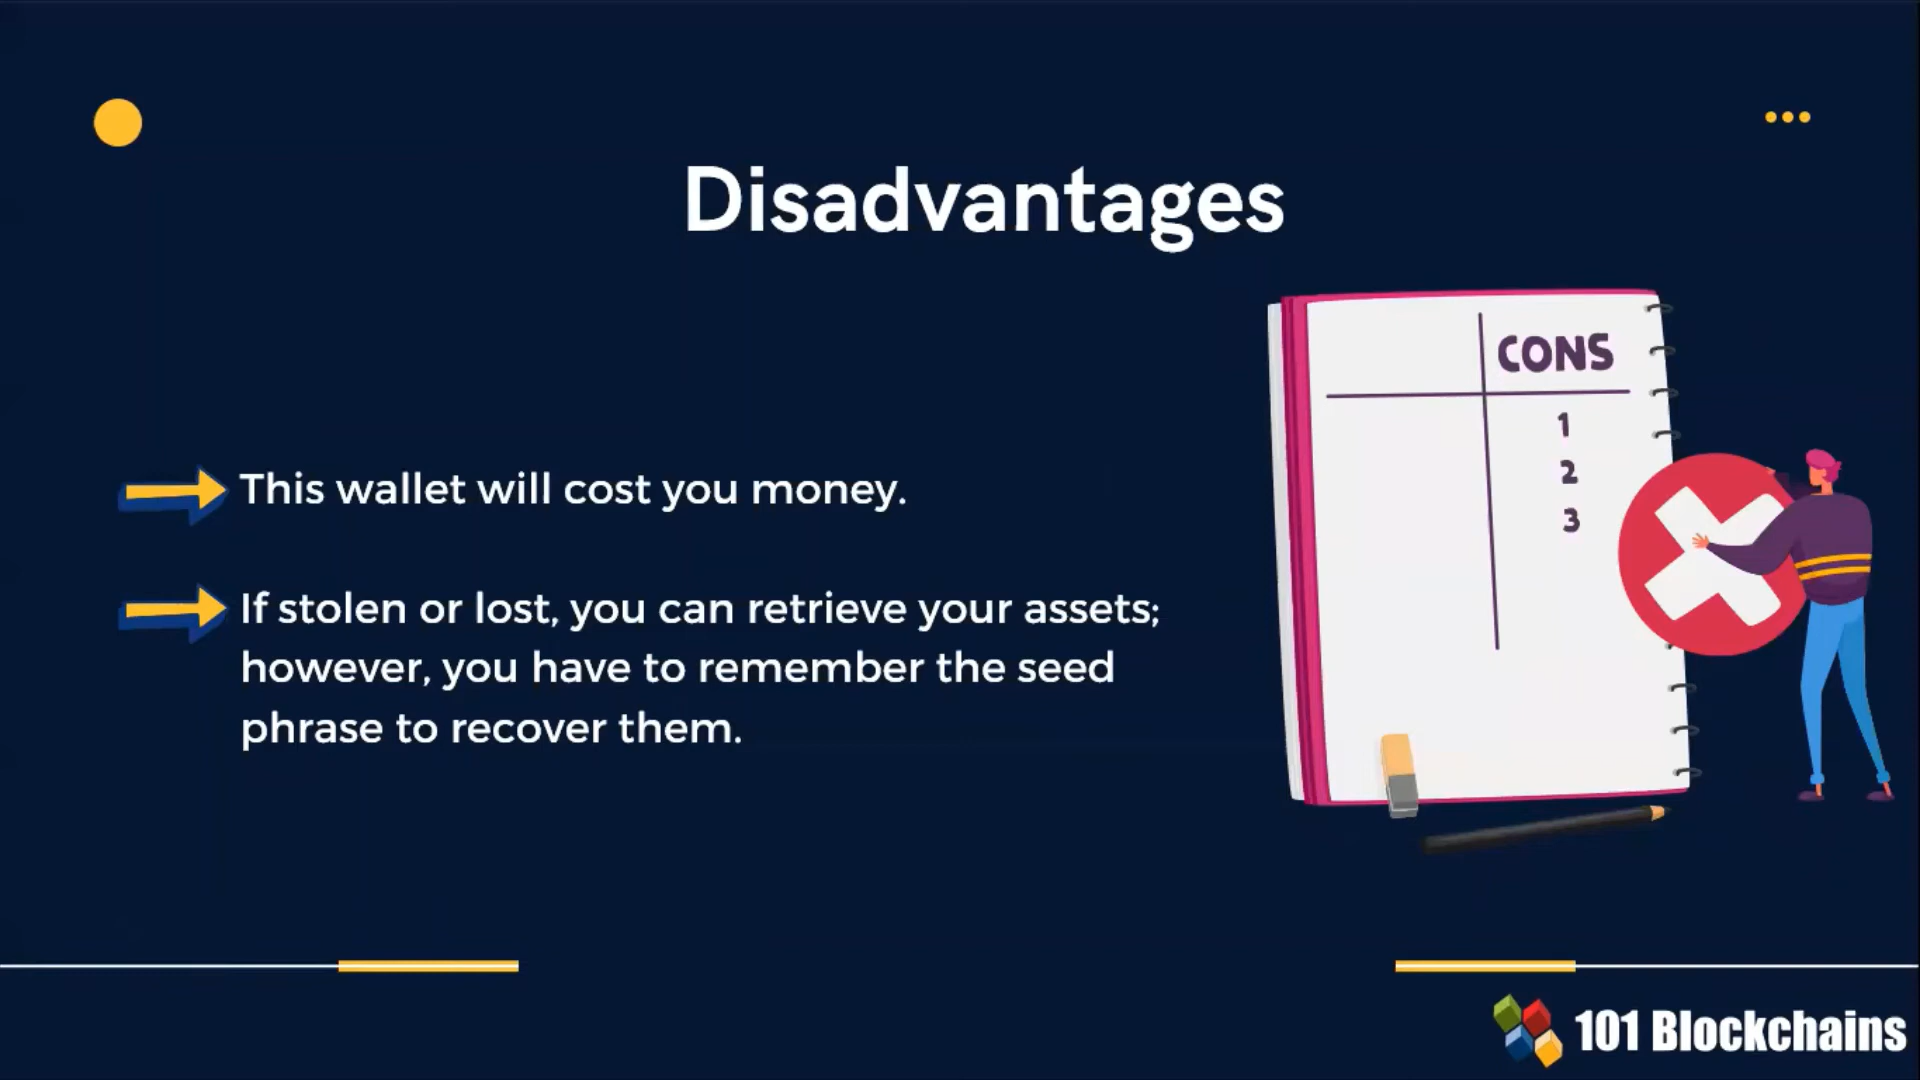 Disadvantages
This wallet will cost you money.
If stolen or lost, you can retrieve your assets;
however, you have to remember the seed
phrase to recover them.
CONS
1
2
3
101 Blockchains